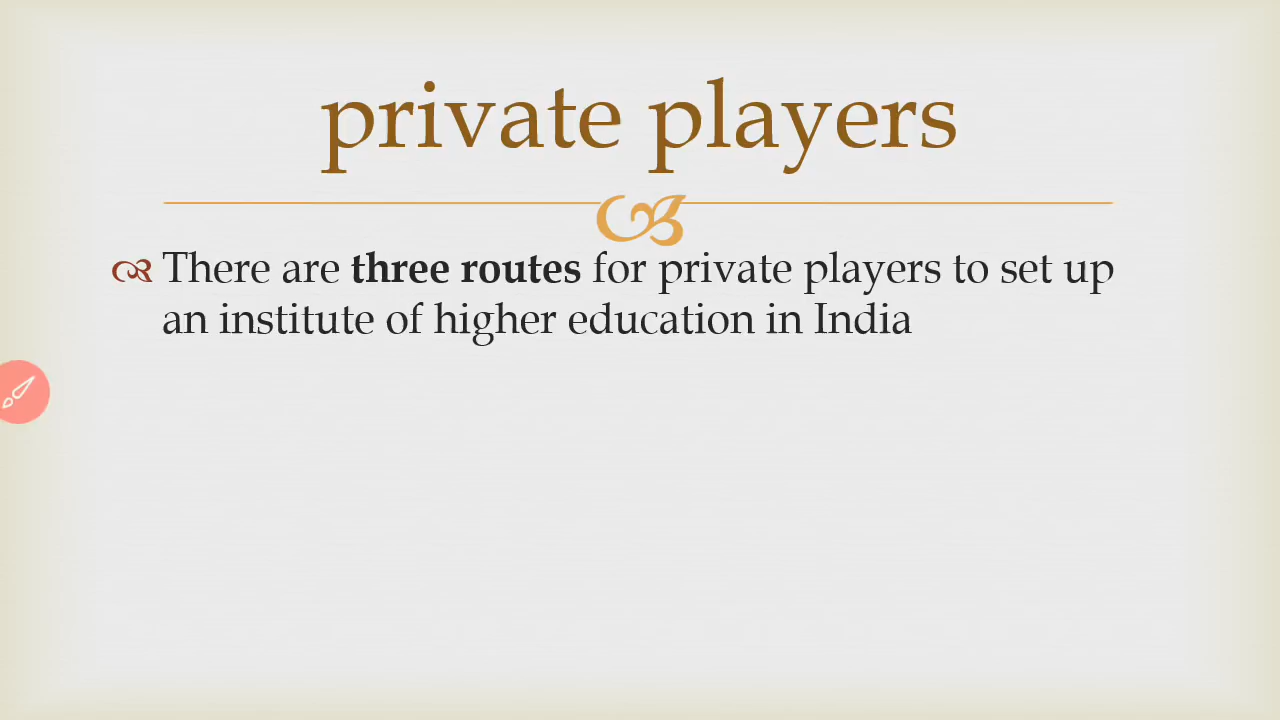 private players
There are three routes for private players to set up
an institute of higher education in India